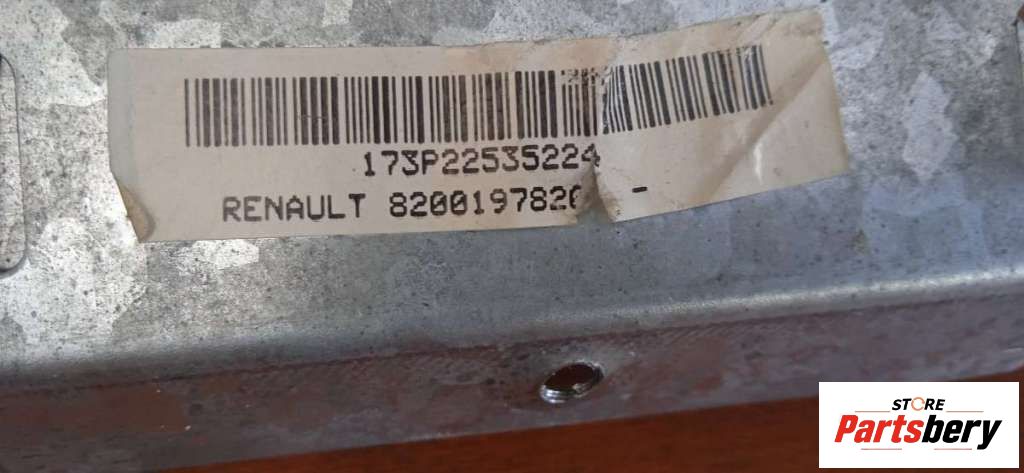 173P22535224
RENAULT 820019782 -
STORE
Partsbery